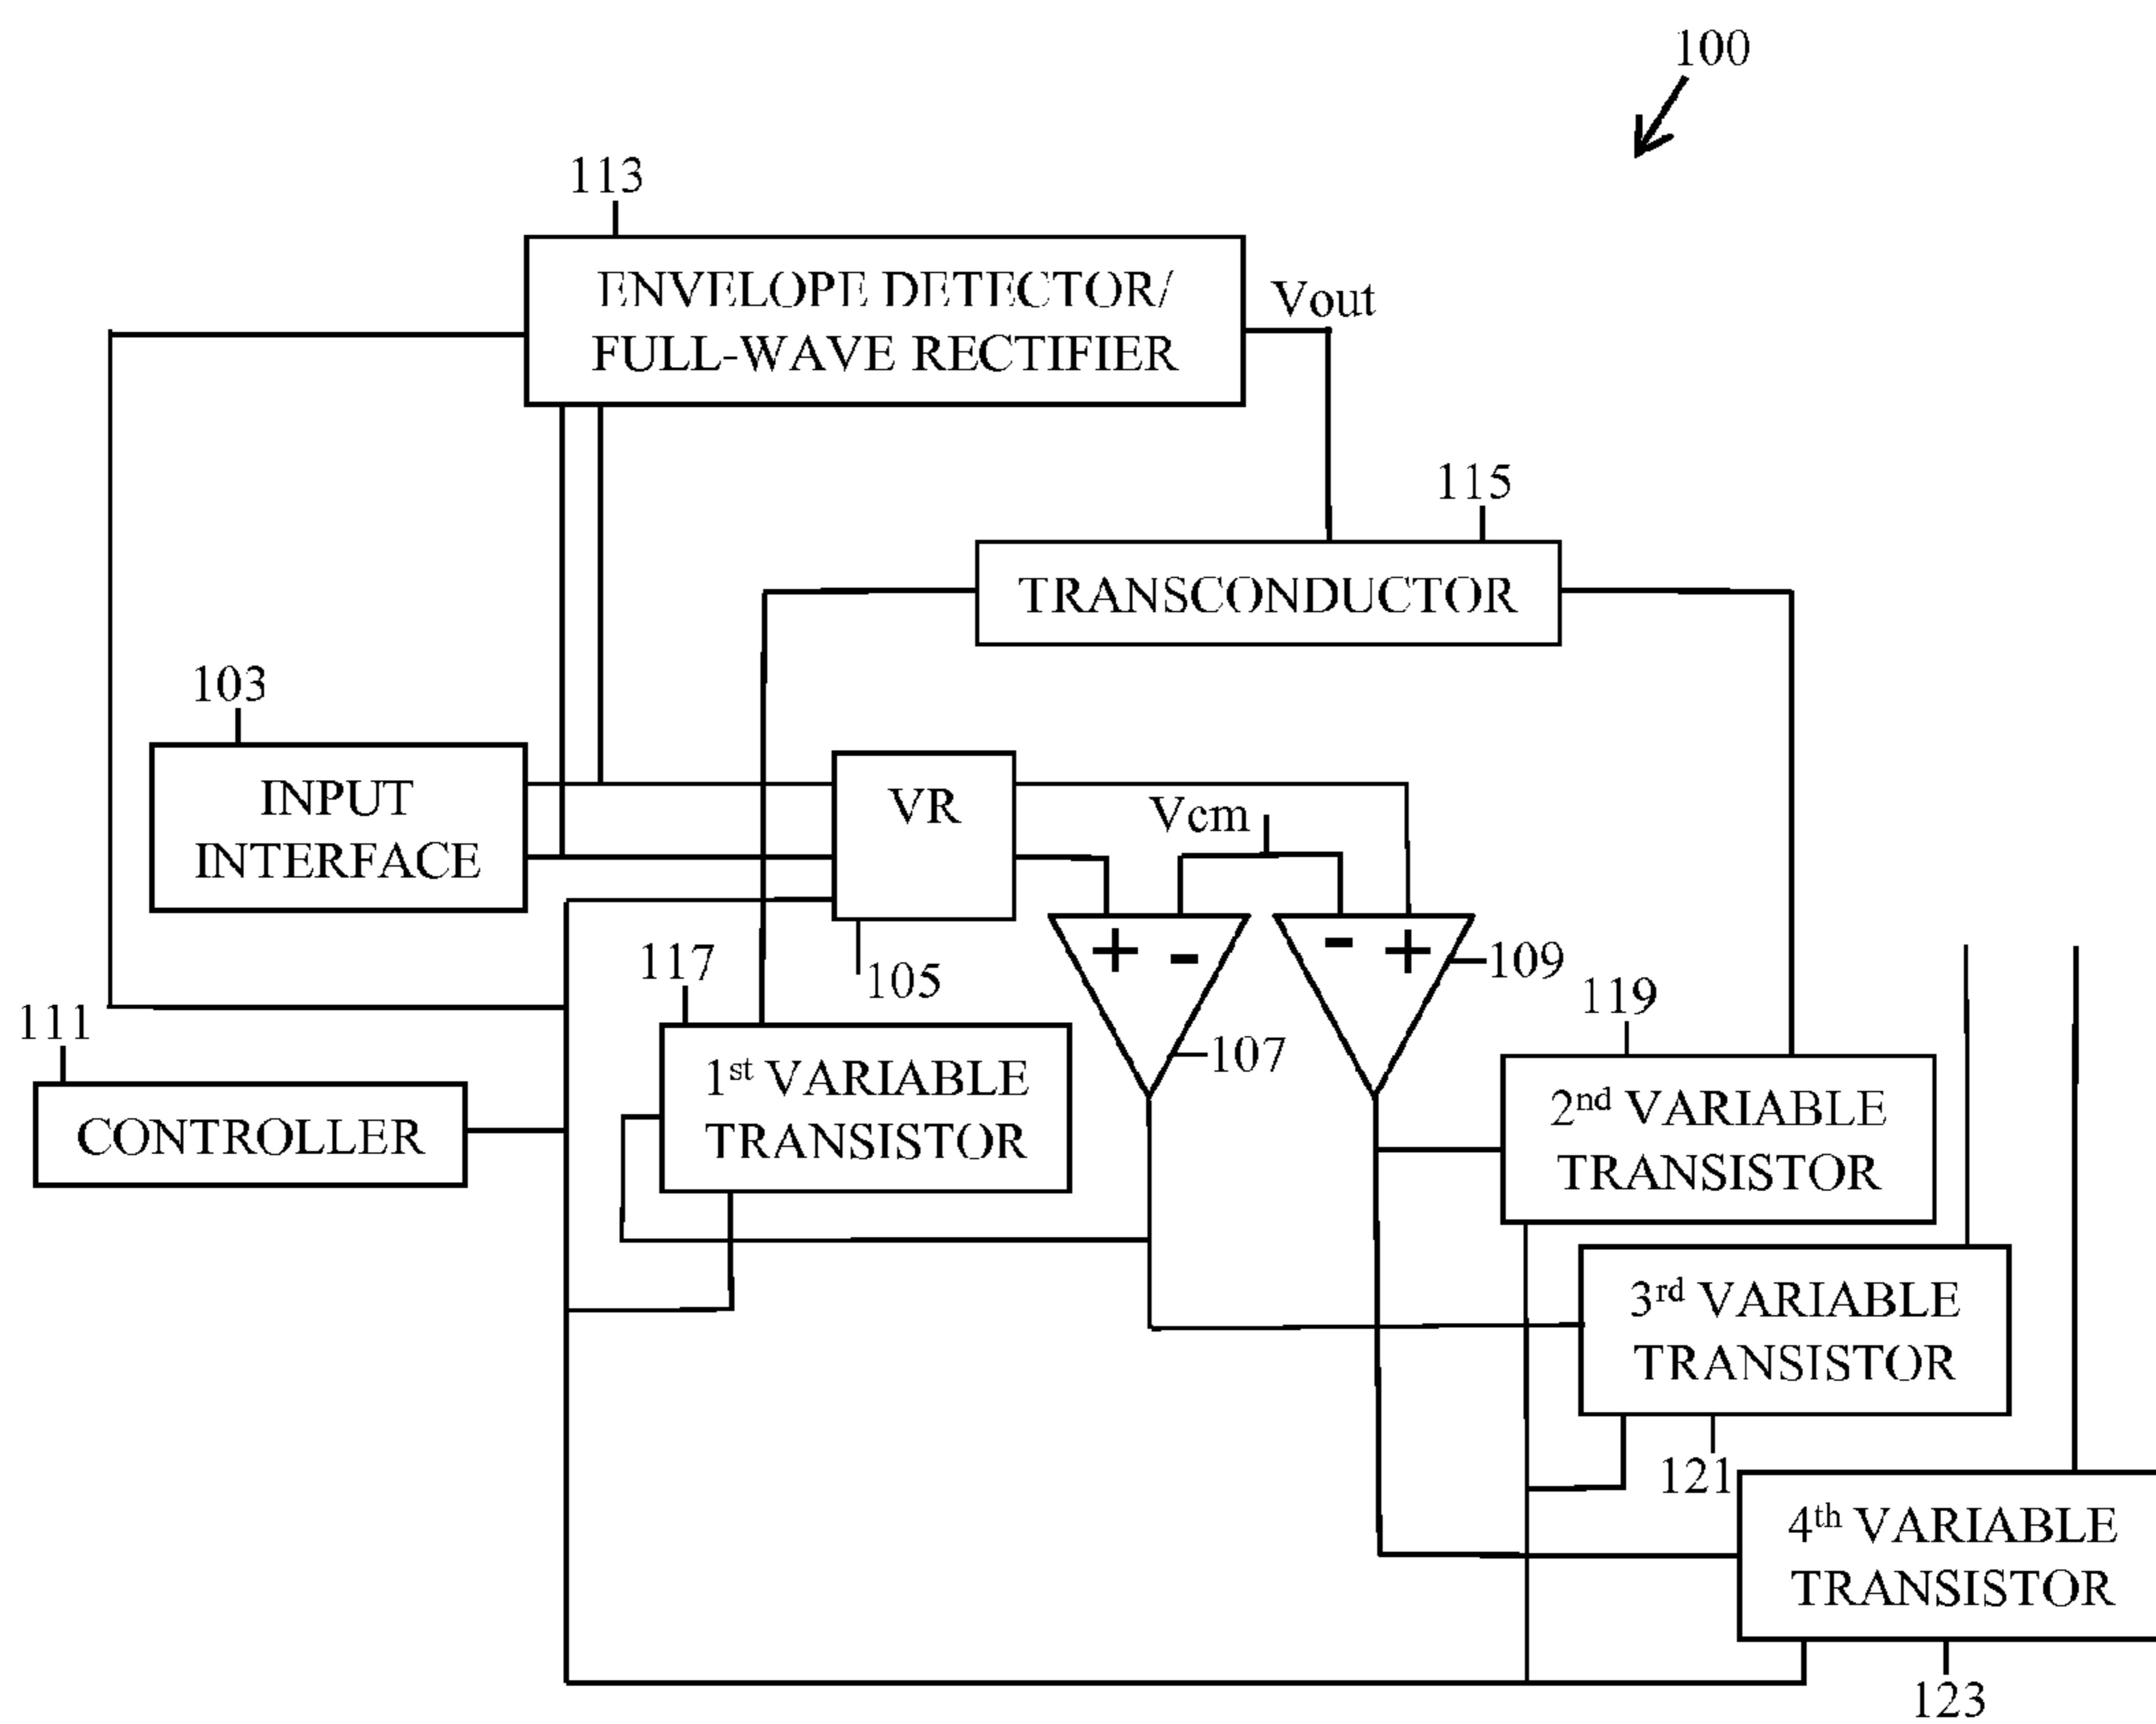 100
113
ENVELOPE DETECTOR/
FULL-WAVE RECTIFIER
Vout
115
TRANSCONDUCTOR
103
INPUT
INTERFACE
VR
Vcm
+ -
- +
109
105
117
119
111
107
1st VARIABLE
TRANSISTOR
2nd VARIABLE
TRANSISTOR
CONTROLLER
3rd VARIABLE
TRANSISTOR
121
4th VARIABLE
TRANSISTOR
123